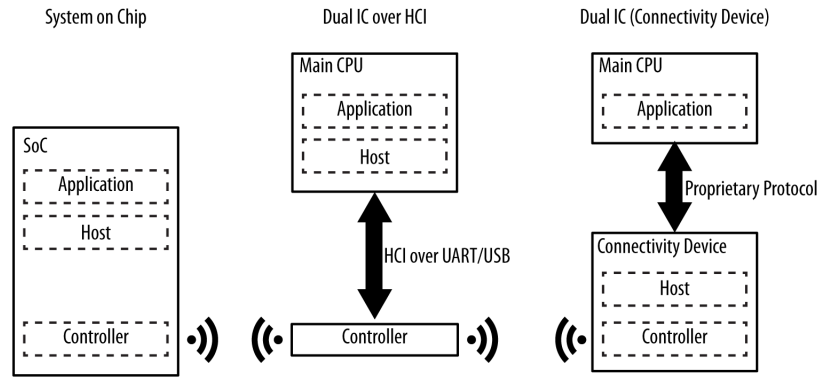 System on Chip
Dual IC over HCI
Dual IC (Connectivity Device)
SoC
Application
Host
Controller
Main CPU
Application
Host
HCI over UART/USB
Controller
Main CPU
Application
Proprietary Protocol
Connectivity Device
Host
Controller